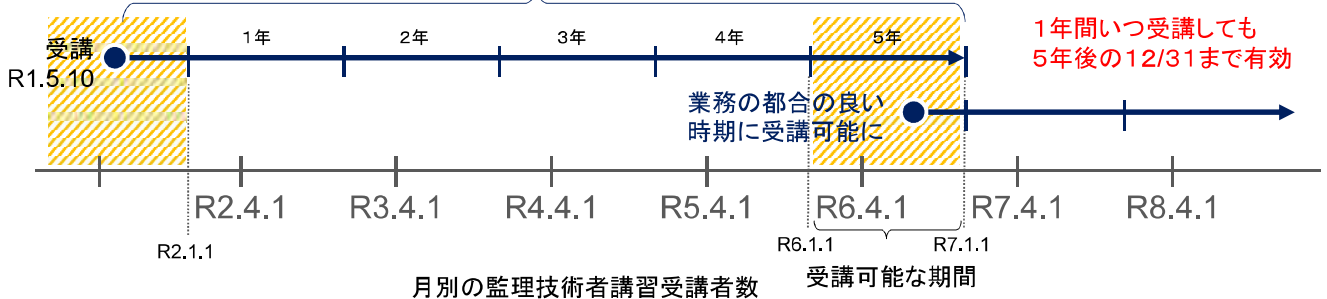 1年
2年
3年
4年
5年
1年間いつ受講しても
5年後の12/31まで有効
受講
R1.5.10
業務の都合の良い
時期に受講可能に
R2.4.1
R3.4.1
R4.4.1
R5.4.1
R6.4.1
R7.4.1
R8.4.1
R2.1.1
R6.1.1
R7.1.1
受講可能な期間
月別の監理技術者講習受講者数